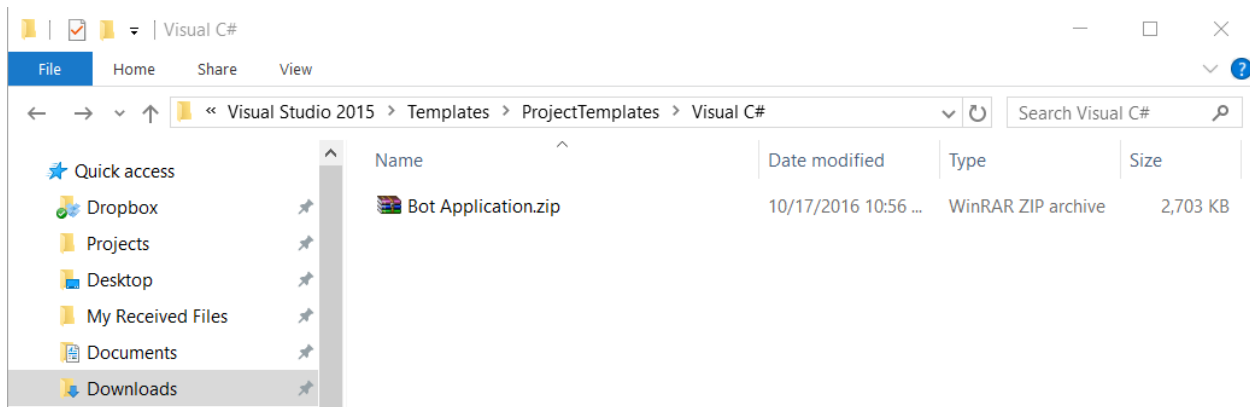 Visual C#
File Home Share View
?
« Visual Studio 2015 > Templates > ProjectTemplates > Visual C# Search Visual C#
Quick access
Dropbox
Projects
Desktop
My Received Files
Documents
Downloads
Name Date modified Type Size
Bot Application.zip 10/17/2016 10:56 ... WinRAR ZIP archive 2,703 KB